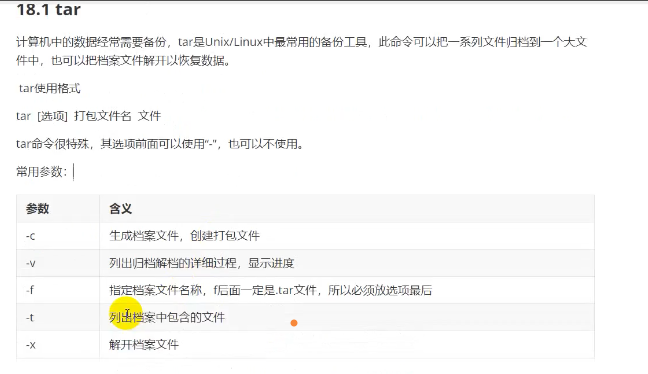 18.1 tar
计算机中的数据经常需要备份，tar是Unix/Linux中最常用的备份工具，此命令可以把一系列文件归档到一个大文
件中，也可以把档案文件解开以恢复数据。
tar使用格式
tar [选项] 打包文件名 文件
tar命令很特殊，其选项前面可以使用“-”，也可以不使用。
常用参数：
参数 含义
-c 生成档案文件，创建打包文件
-v 列出归档解档的详细过程，显示进度
-f 指定档案文件名称，f后面一定是.tar文件，所以必须放选项最后
-t 列出档案中包含的文件
-x 解开档案文件